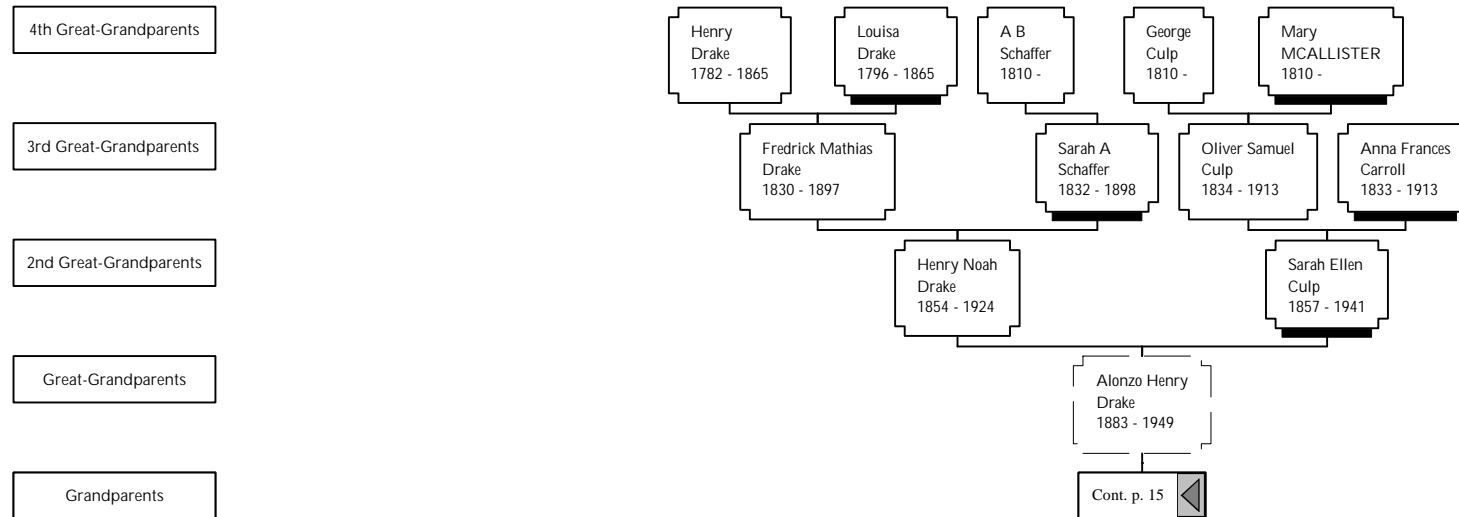 4th Great-Grandparents
Henry
Drake
1782 - 1865
Louisa
Drake
1796 - 1865
A B
Schaffer
1810 -
George
Culp
1810 -
Mary
MCALLISTER
1810 -
3rd Great-Grandparents
Fredrick Mathias
Drake
1830 - 1897
Sarah A
Schaffer
1832 - 1898
Oliver Samuel
Culp
1834 - 1913
Anna Frances
Carroll
1833 - 1913
2nd Great-Grandparents
Henry Noah
Drake
1854 - 1924
Sarah Ellen
Culp
1857 - 1941
Great-Grandparents
Alonzo Henry
Drake
1883 - 1949
Grandparents
Cont. p. 15